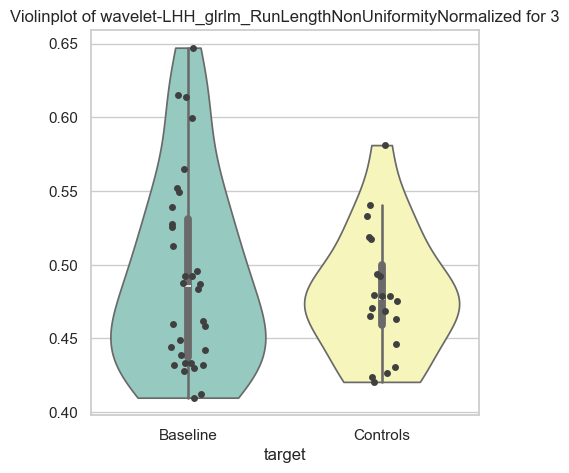 Violinplot of wavelet-LHH_glrlm_RunLengthNonUniformityNormalized for 3
0.65
0.60
0.55
0.50
0.45
0.40
Baseline
Controls
target